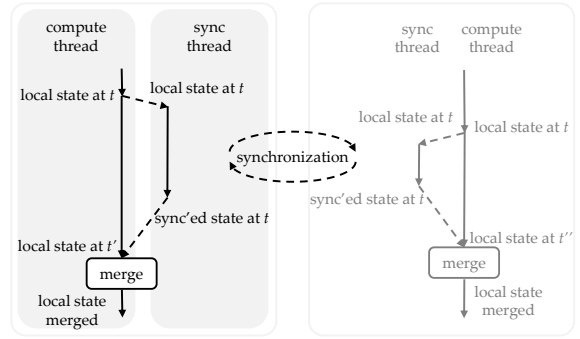 compute
thread
sync
thread
local state at t
local state at t
local state at t'
sync'ed state at t
merge
local state
merged
synchronization
sync
thread
compute
thread
local state at t
local state at t
sync'ed state at t
local state at t''
merge
local state
merged